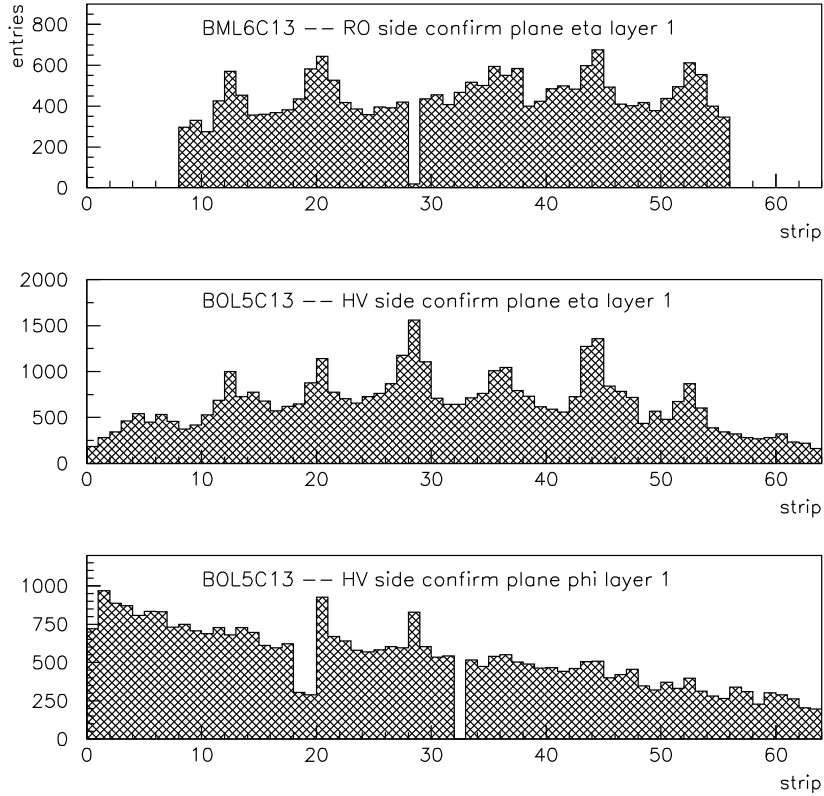 entries
800
BML6C13 -- RO side confirm plane eta layer 1
600
400
200
0
0 10 20 30 40 50 60
strip
2000
BOL5C13 -- HV side confirm plane eta layer 1
1500
1000
500
0
0 10 20 30 40 50 60
strip
BOL5C13 -- HV side confirm plane phi layer 1
1000
750
500
250
0
0 10 20 30 40 50 60
strip